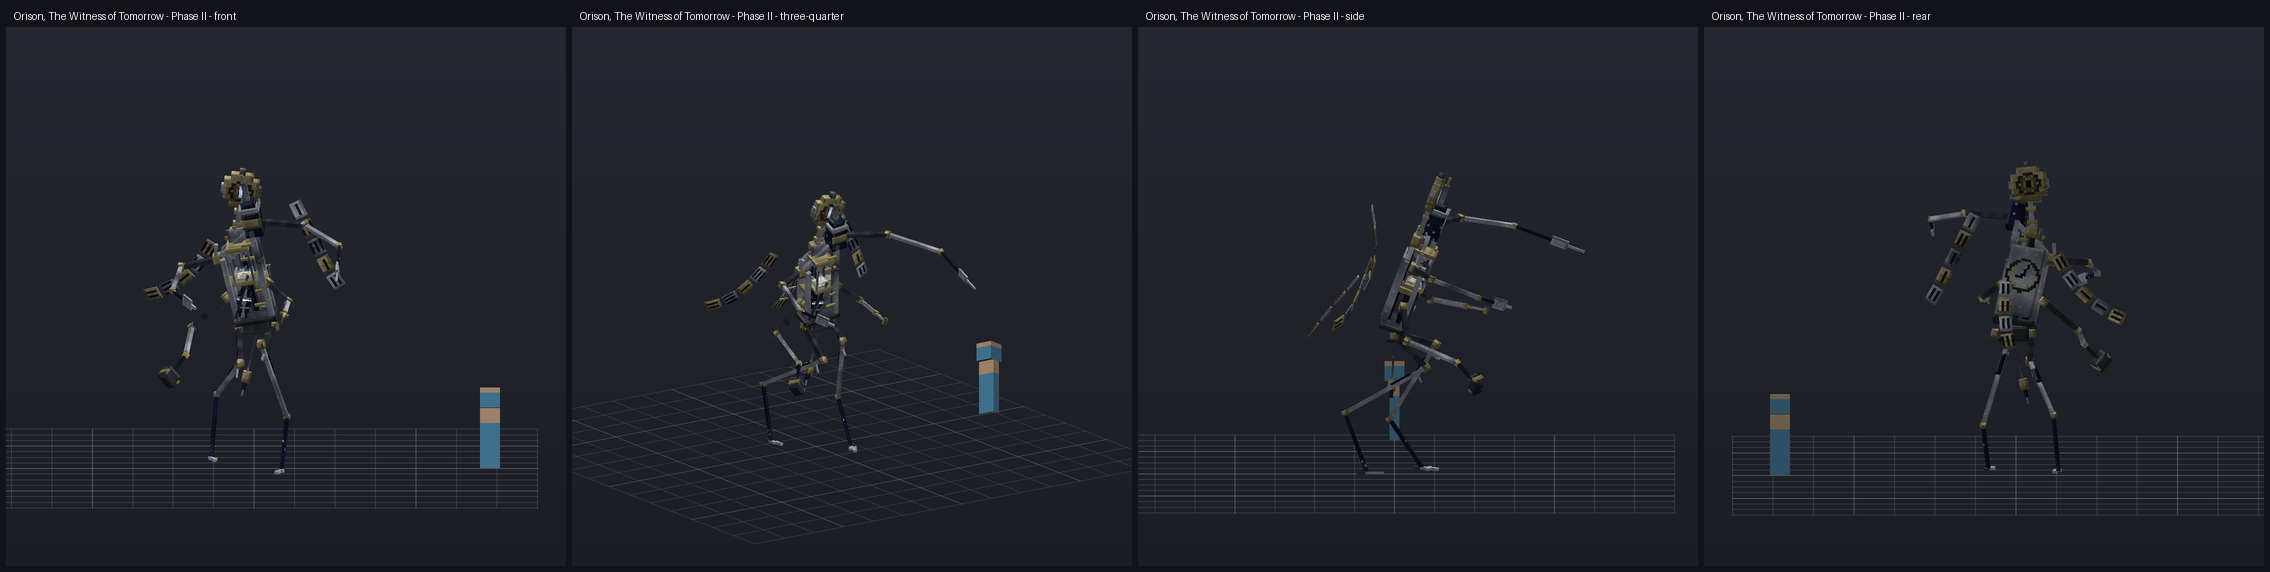 Orison, The Witness of Tomorrow - Phase II - front
Orison, The Witness of Tomorrow - Phase II - three-quarter
Orison, The Witness of Tomorrow - Phase II - side
Orison, The Witness of Tomorrow - Phase II - rear